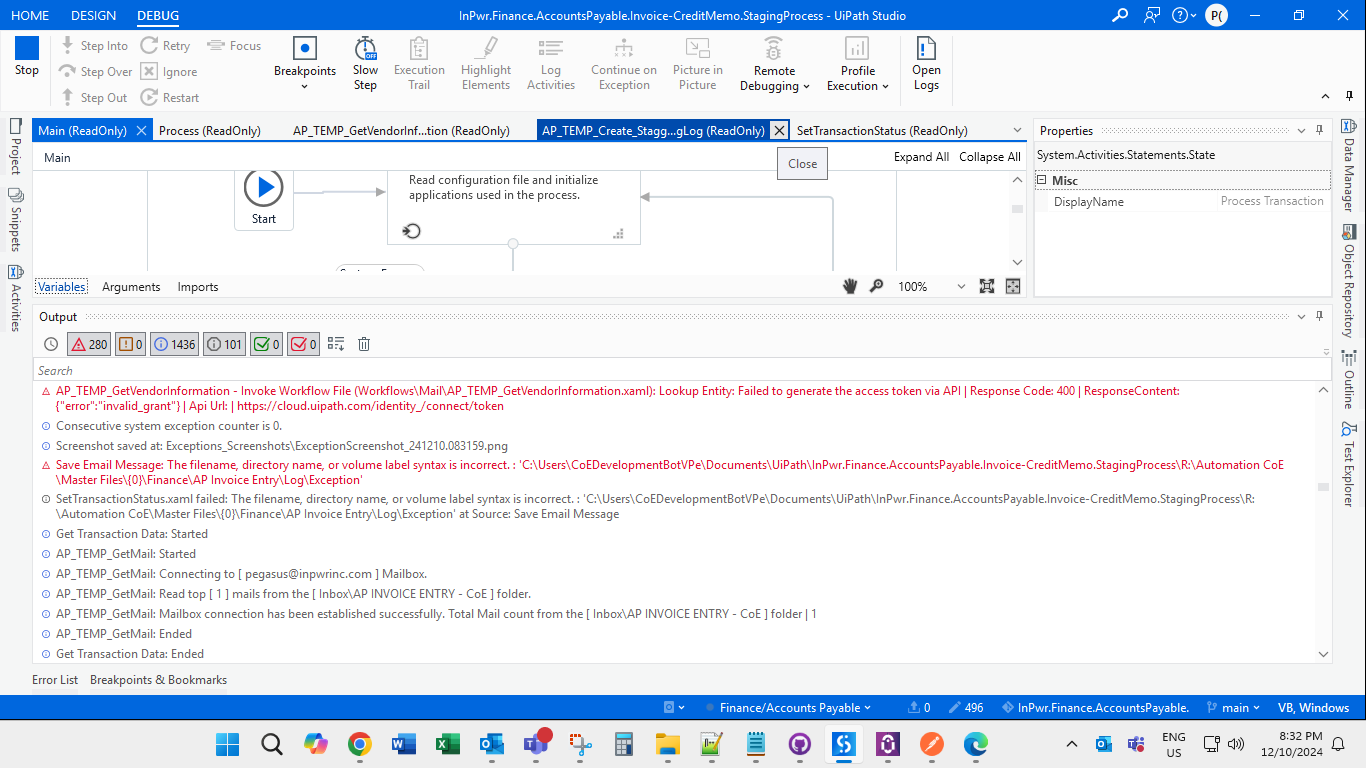 HOME DESIGN DEBUG
InPwr.Finance.AccountsPayable.Invoice-CreditMemo.StagingProcess - UiPath Studio
P(
Stop
Step Into
Step Over
Step Out
Retry
Ignore
Restart
Focus
Breakpoints
Slow
Step
OFF
Execution
Trail
Highlight
Elements
Log
Activities
Continue on
Exception
Picture in
Picture
Remote
Debugging
Profile
Execution
Open
Logs
Project
Snippets
Activities
Main (ReadOnly)
Process (ReadOnly)
AP_TEMP_GetVendorInf...tion (ReadOnly)
AP_TEMP_Create_Stagg...gLog (ReadOnly)
SetTransactionStatus (ReadOnly)
Close
Main
Expand All Collapse All
Start
Read configuration file and initialize
applications used in the process.
Variables Arguments Imports
100%
Properties
System.Activities.Statements.State
Misc
DisplayName Process Transaction
Data Manager
Object Repository
Outline
Test Explorer
Output
280 0 1436 101 0 0
Search
AP_TEMP_GetVendorInformation - Invoke Workflow File (Workflows\Mail\AP_TEMP_GetVendorInformation.xaml): Lookup Entity: Failed to generate the access token via API | Response Code: 400 | ResponseContent:
{"error":"invalid_grant"} | Api Url: | https://cloud.uipath.com/identity_/connect/token
Consecutive system exception counter is 0.
Screenshot saved at: Exceptions_Screenshots\ExceptionScreenshot_241210.083159.png
Save Email Message: The filename, directory name, or volume label syntax is incorrect. : 'C:\Users\CoEDevelopmentBotVPe\Documents\UiPath\InPwr.Finance.AccountsPayable.Invoice-CreditMemo.StagingProcess\R:\Automation CoE
\Master Files\{0}\Finance\AP Invoice Entry\Log\Exception'
SetTransactionStatus.xaml failed: The filename, directory name, or volume label syntax is incorrect. : 'C:\Users\CoEDevelopmentBotVPe\Documents\UiPath\InPwr.Finance.AccountsPayable.Invoice-CreditMemo.StagingProcess\R:
\Automation CoE\Master Files\{0}\Finance\AP Invoice Entry\Log\Exception' at Source: Save Email Message
Get Transaction Data: Started
AP_TEMP_GetMail: Started
AP_TEMP_GetMail: Connecting to [ pegasus@inpwrinc.com ] Mailbox.
AP_TEMP_GetMail: Read top [ 1 ] mails from the [ Inbox\AP INVOICE ENTRY - CoE ] folder.
AP_TEMP_GetMail: Mailbox connection has been established successfully. Total Mail count from the [ Inbox\AP INVOICE ENTRY - CoE ] folder | 1
AP_TEMP_GetMail: Ended
Get Transaction Data: Ended
Error List Breakpoints & Bookmarks
Finance/Accounts Payable
0
496
InPwr.Finance.AccountsPayable.
main
VB, Windows
ENG
US
8:32 PM
12/10/2024